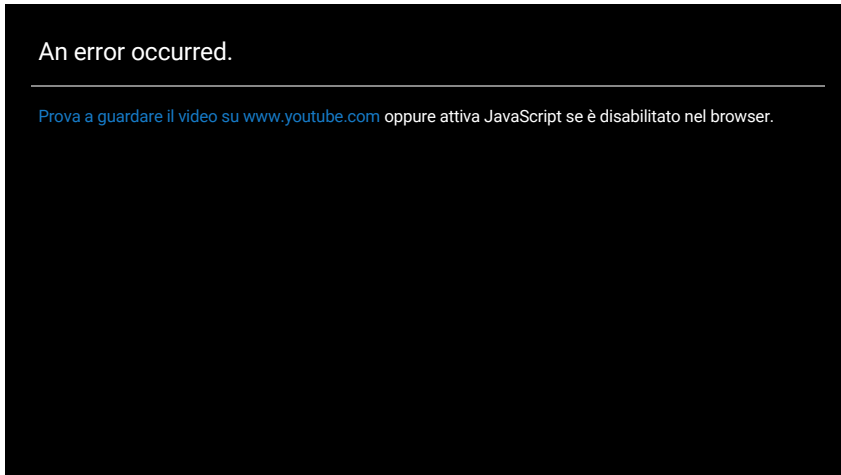 An error occurred.
Prova a guardare il video su www.youtube.com oppure attiva JavaScript se è disabilitato nel browser.